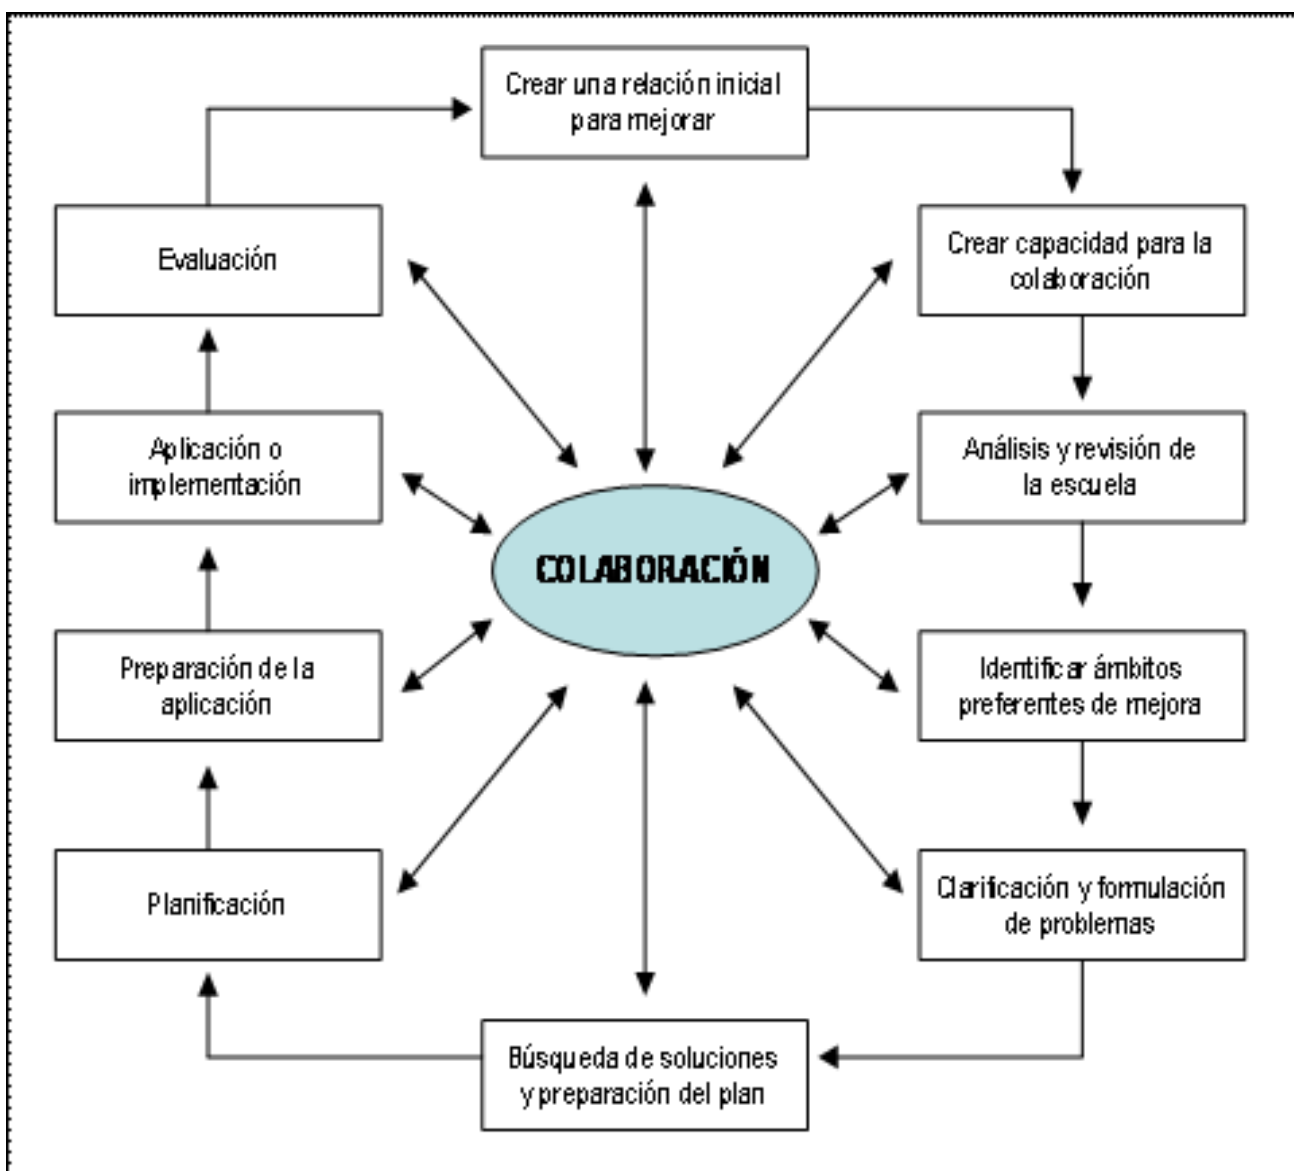 Crear una relación inicial
para mejorar
Crear capacidad para la
colaboración
Análisis y revisión de
la escuela
Identificar ámbitos
preferentes de mejora
Clarificación y formulación
de problemas
Búsqueda de soluciones
y preparación del plan
Planificación
Preparación de la
aplicación
Aplicación o
implementación
Evaluación
COLABORACIÓN